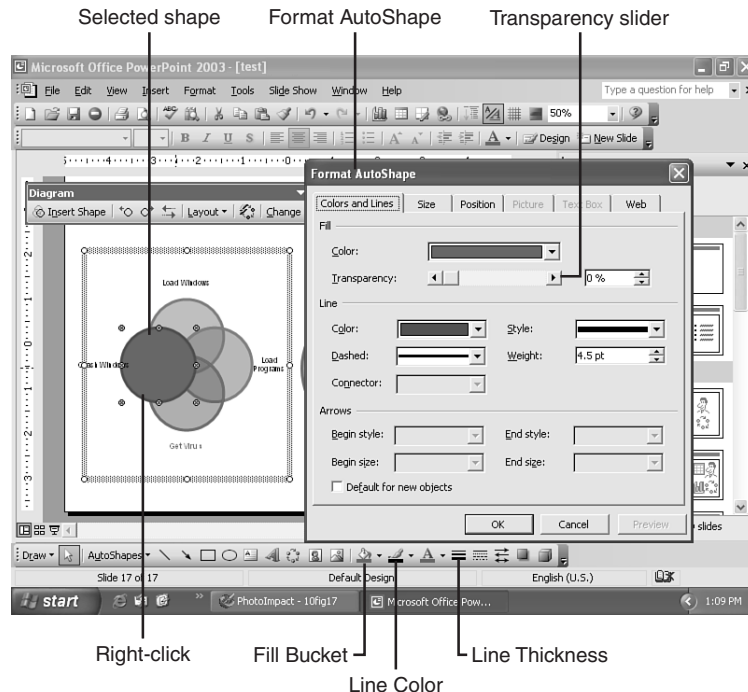 Selected shape Format AutoShape Transparency slider
Microsoft Office PowerPoint 2003 - [test]
File Edit View Insert Format Tools Slide Show Window Help Type a question for help
50%
B I U S A Design New Slide
Diagram
Insert Shape Layout Change
Format AutoShape
Colors and Lines Size Position Picture Text Box Web
Fill
Color:
Transparency: 0 %
Line
Color: Style:
Dashed: Weight: 4.5 pt
Connector:
Arrows
Begin style: End style:
Begin size: End size:
Default for new objects
OK Cancel Preview
Load Windows
Windows
Load
Programs
Get Virus
slides
Draw AutoShapes
Slide 17 of 17 Default Design English (U.S.)
start PhotoImpact - 10fig17 Microsoft Office Pow... 1:09 PM
Right-click Fill Bucket Line Thickness
Line Color